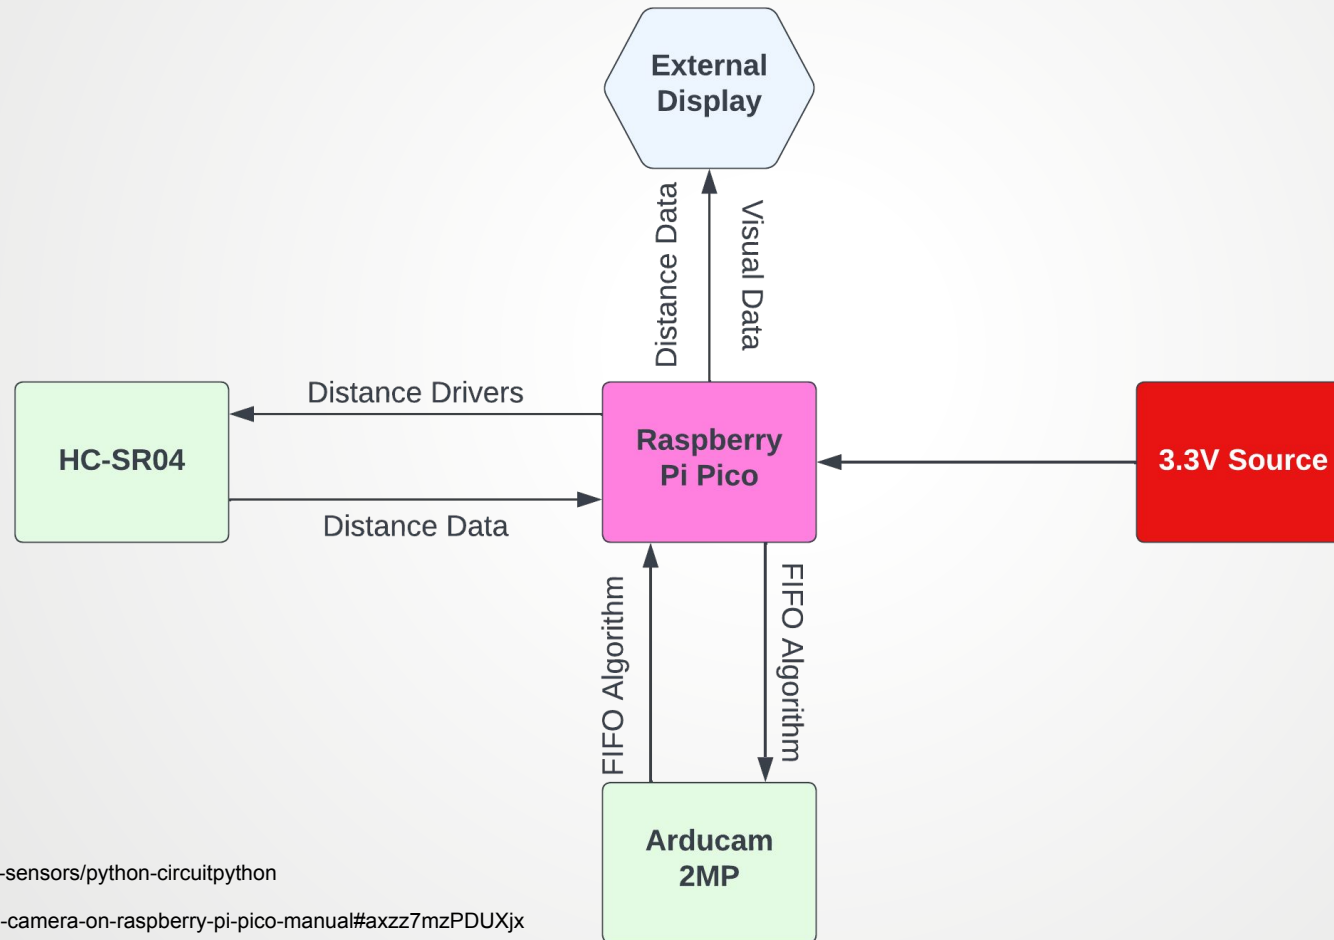 External
Display
Distance Data
Visual Data
Distance Drivers
HC-SR04
Raspberry
Pi Pico
3.3V Source
Distance Data
FIFO Algorithm
FIFO Algorithm
Arducam
2MP
-sensors/python-circuitpython
-camera-on-raspberry-pi-pico-manual#axzz7mzPDUXjx